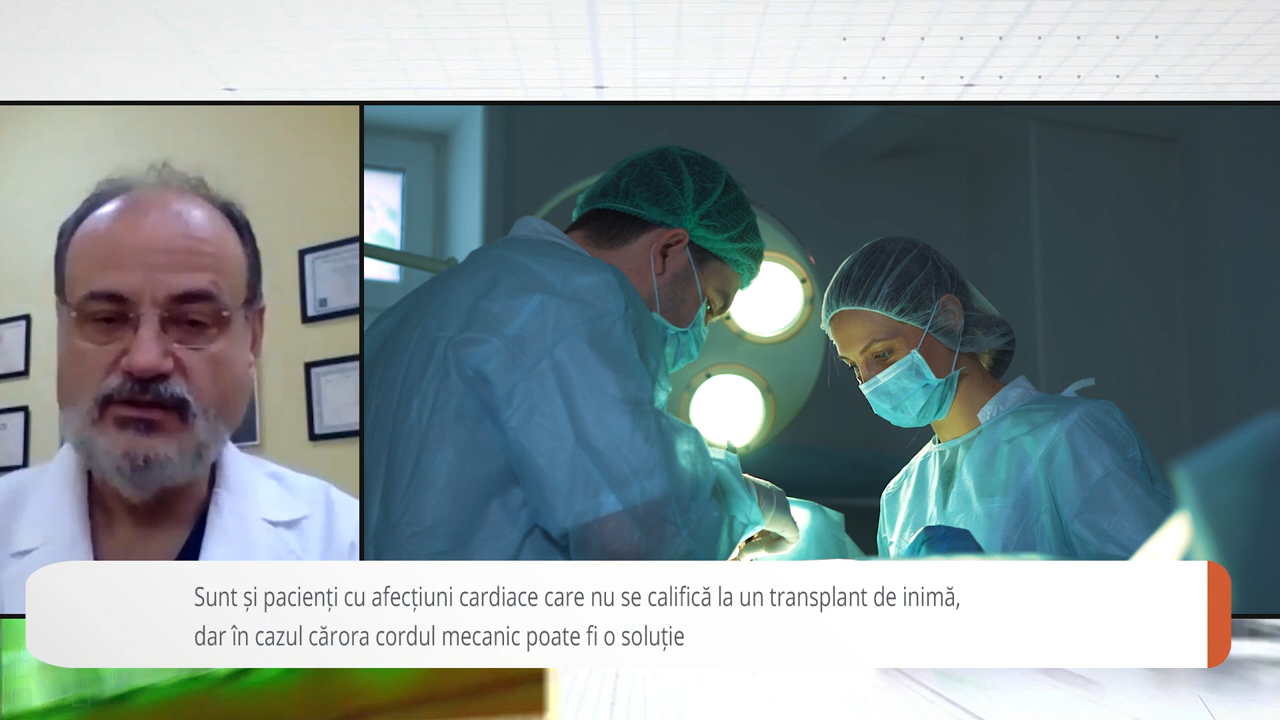 Sunt și pacienți cu afecțiuni cardiace care nu se califică la un transplant de inimă,
dar în cazul cărora cordul mecanic poate fi o soluție